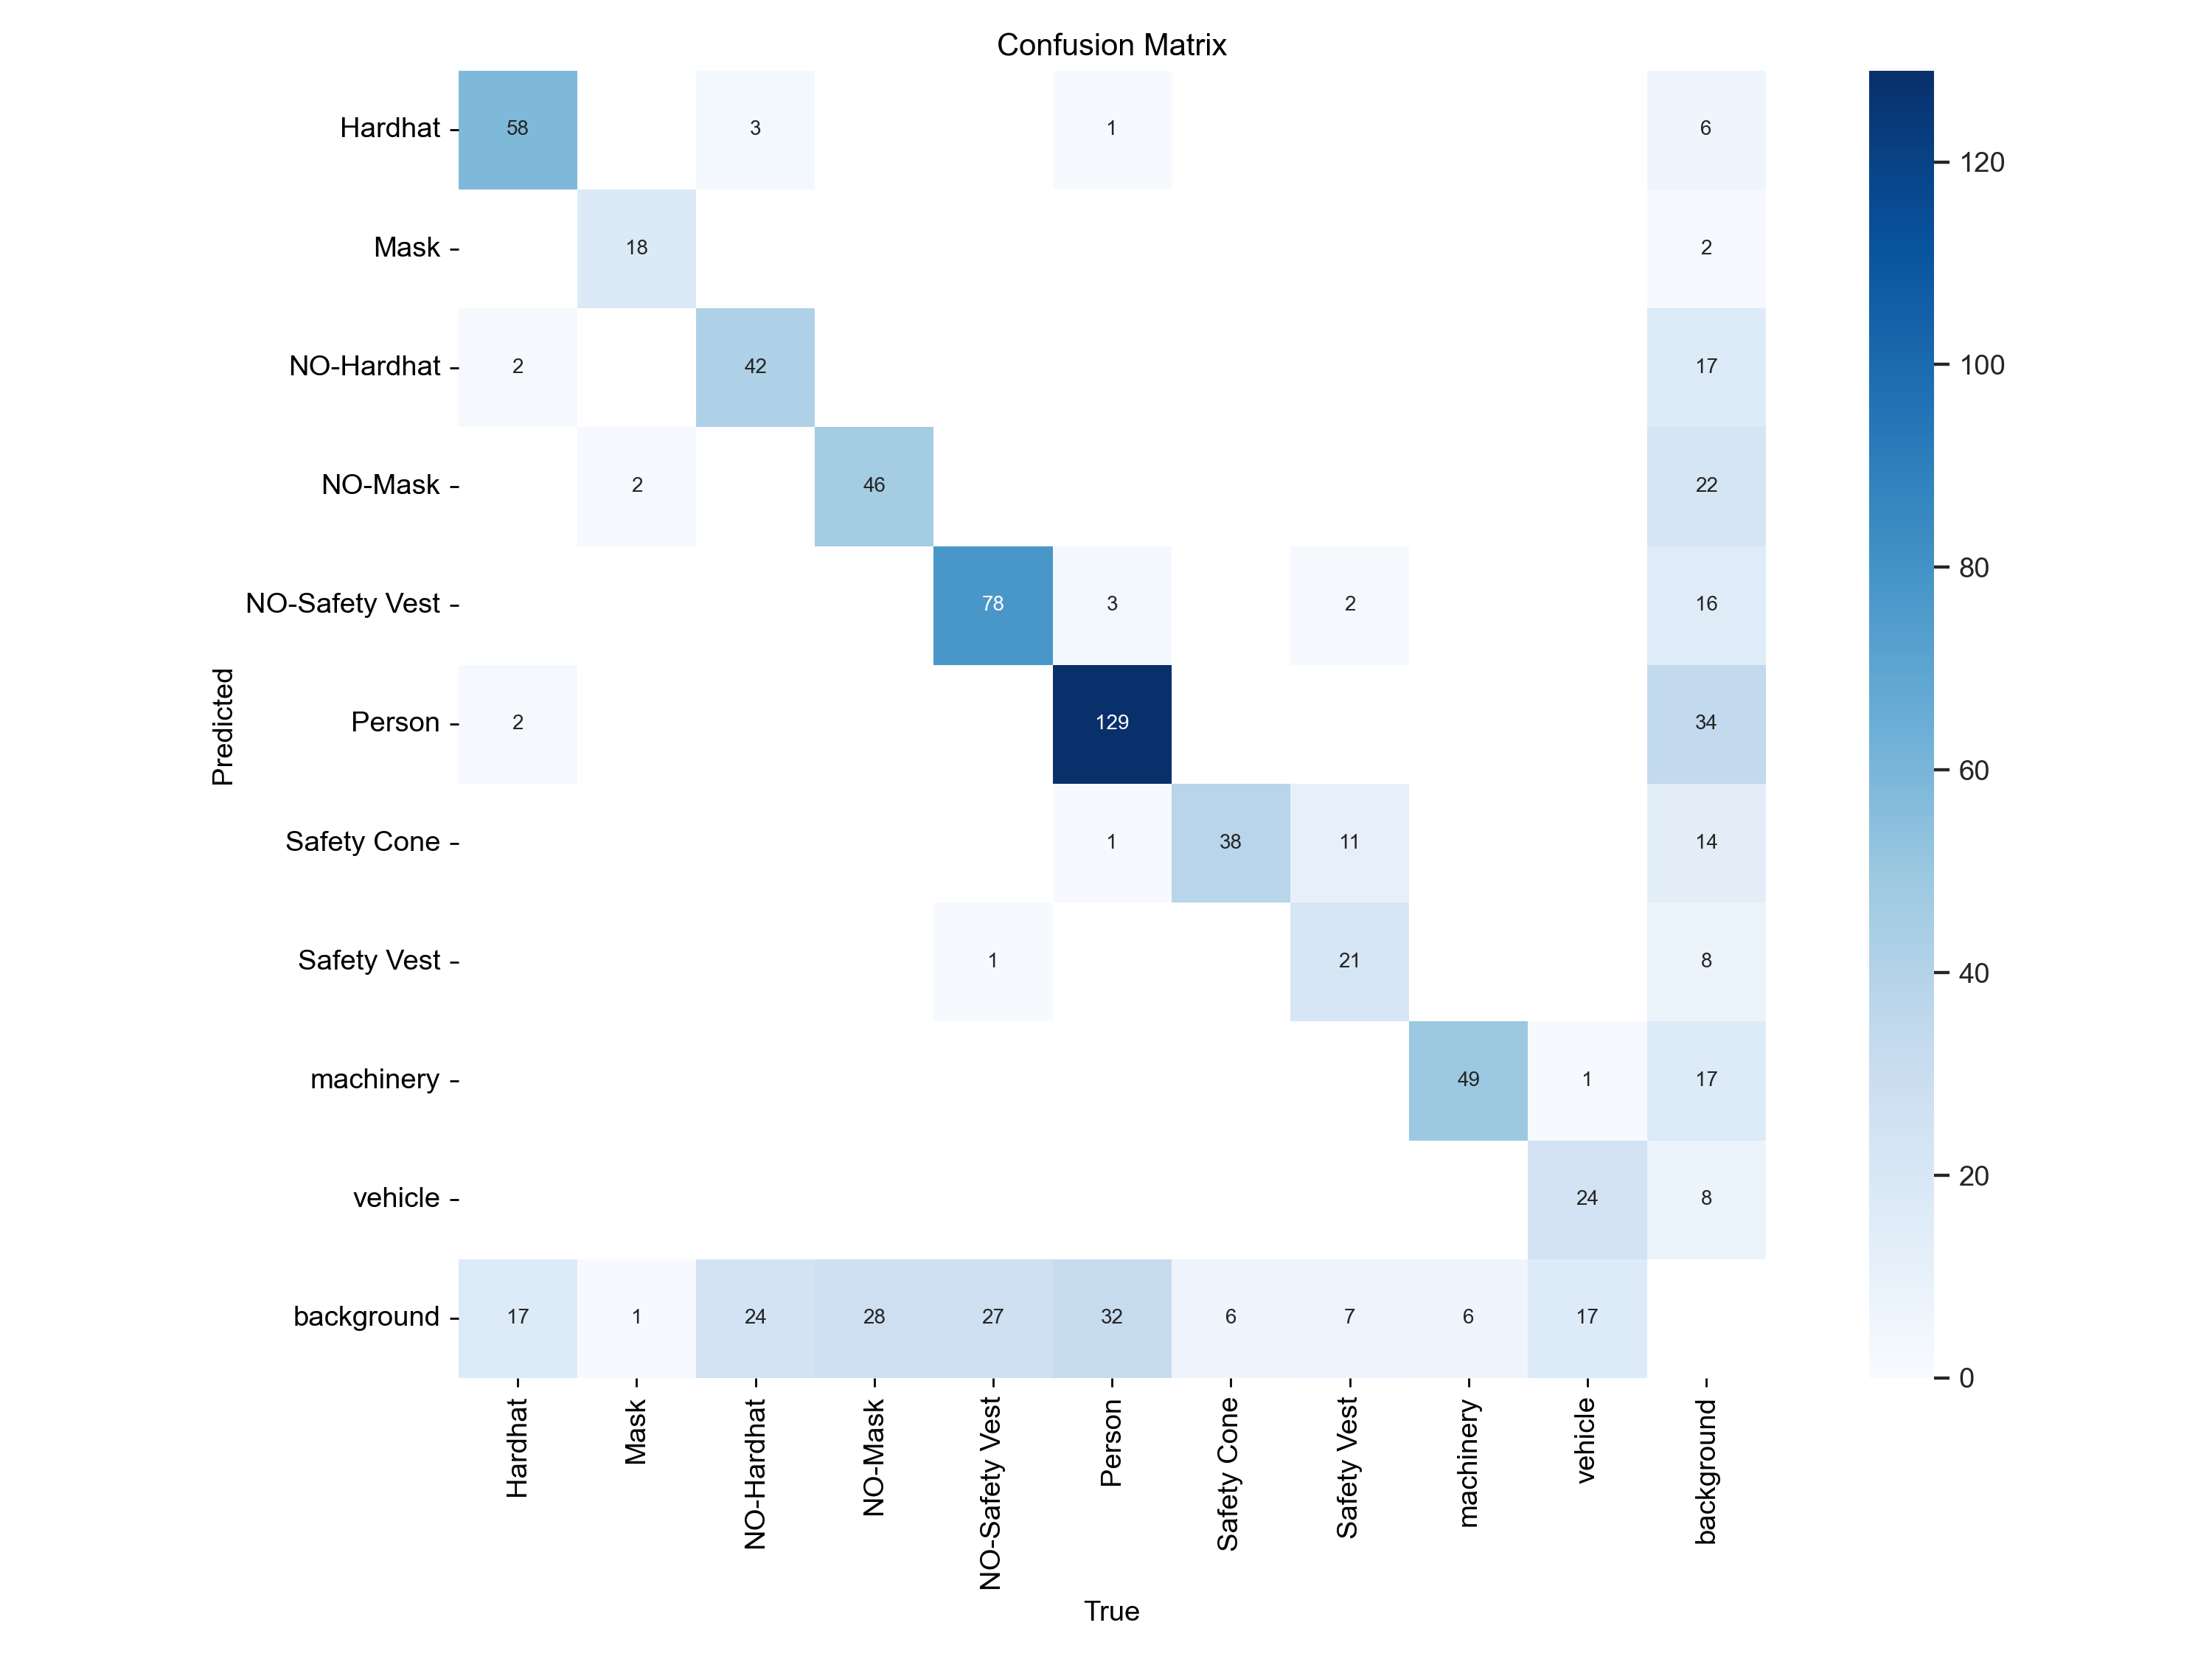 Confusion Matrix
Hardhat 58 3 1 6
120
Mask 18 2
NO-Hardhat 2 42 17
100
NO-Mask 2 46 22
80
NO-Safety Vest 78 3 2 16
Predicted
Person 2 129 34
60
Safety Cone 1 38 11 14
Safety Vest 1 21 8
40
machinery 49 1 17
20
vehicle 24 8
background 17 1 24 28 27 32 6 7 6 17
0
Hardhat Mask NO-Hardhat NO-Mask NO-Safety Vest Person Safety Cone Safety Vest machinery vehicle background
True